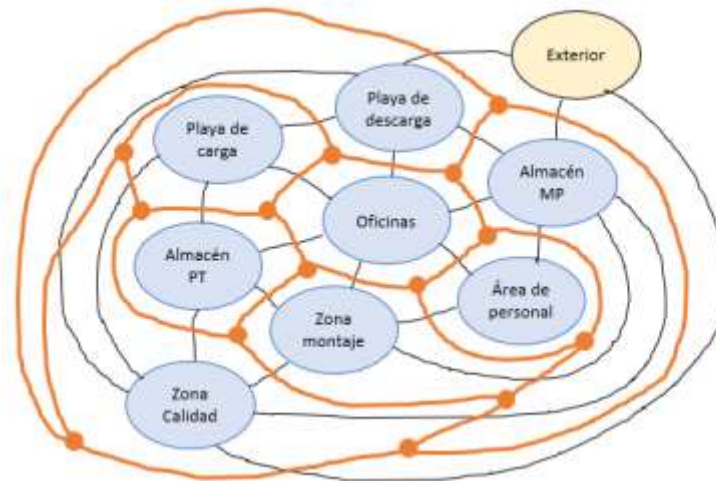 Exterior
Playa de
descarga
Playa de
carga
Almacén
MP
Oficinas
Almacén
PT
Área de
personal
Zona
montaje
Zona
Calidad